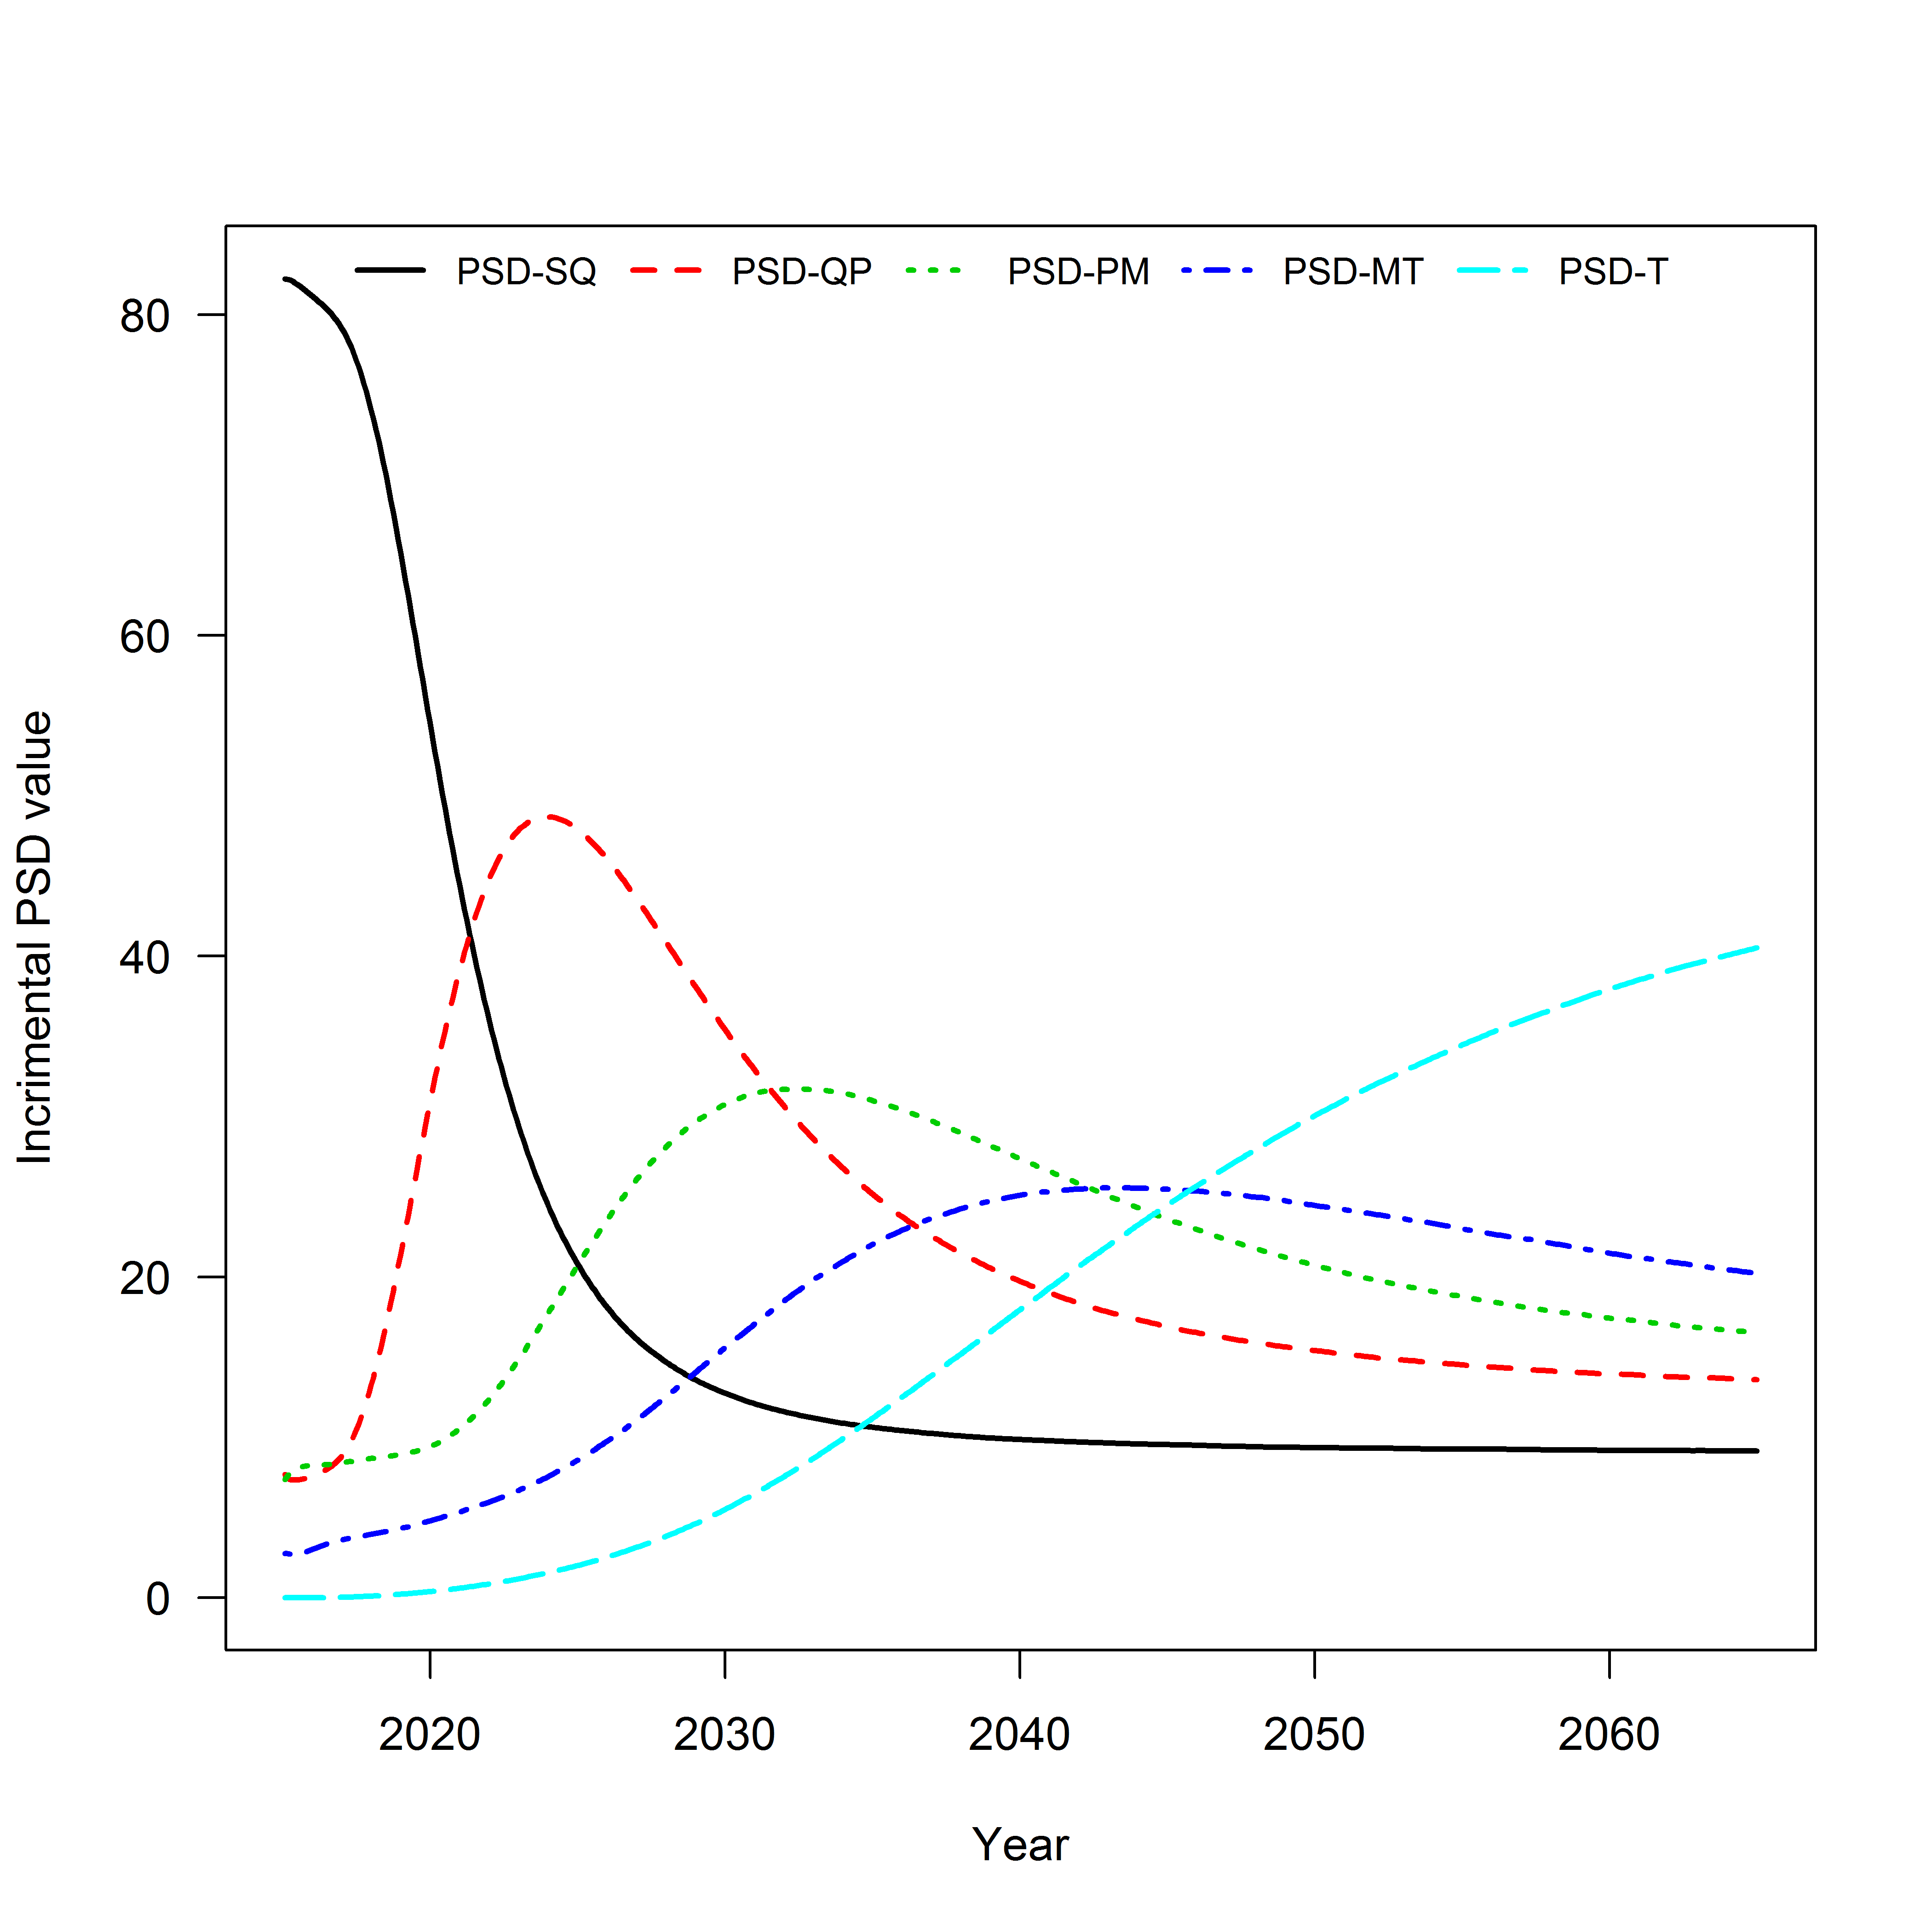 PSD-SQ PSD-QP PSD-PM PSD-MT PSD-T
80
60
40
20
0
Incrimental PSD value
2020 2030 2040 2050 2060
Year